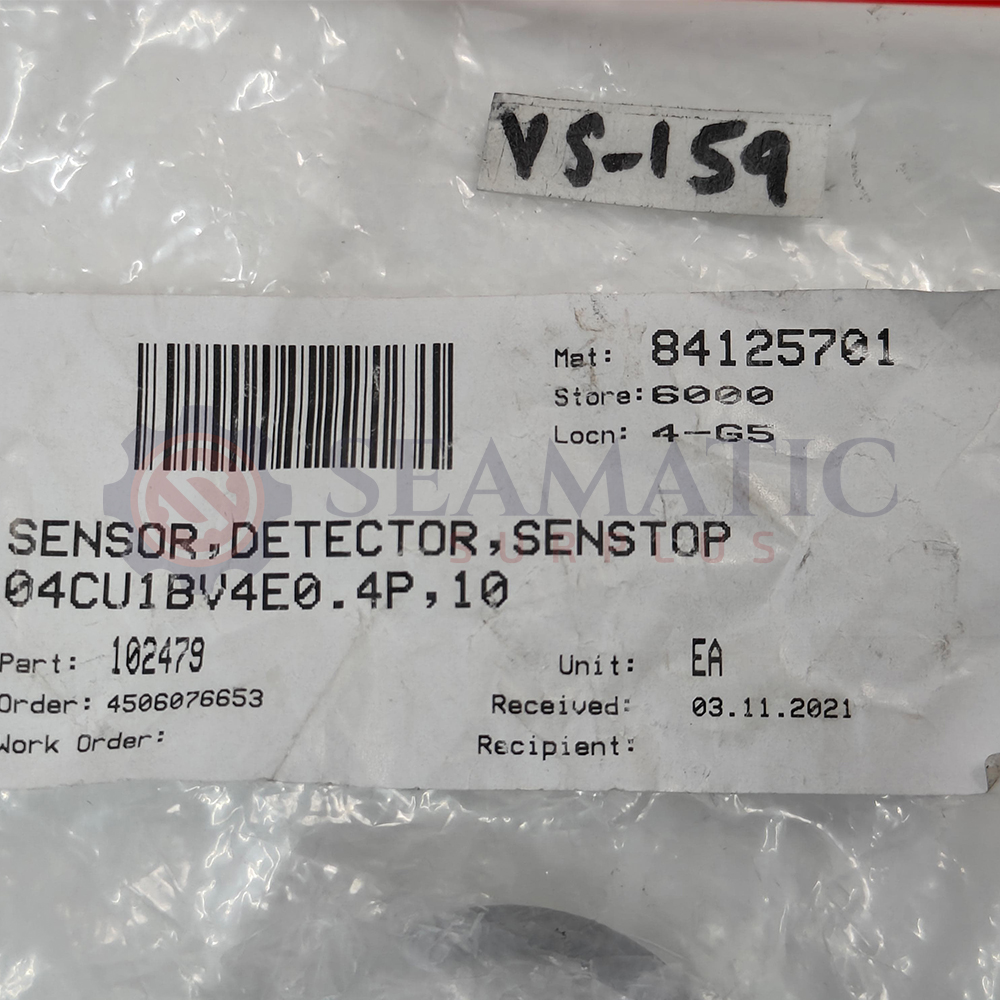 VS-159
Mat: 84125701
Store: 6000
Locn: 4-G5
SEAMATIC
SURPLUS
SENSOR,DETECTOR,SENSTOP
04CU1BV4E0.4P,10
Part: 102479
Unit: EA
Order: 4506076653
Received: 03.11.2021
Work Order:
Recipient: